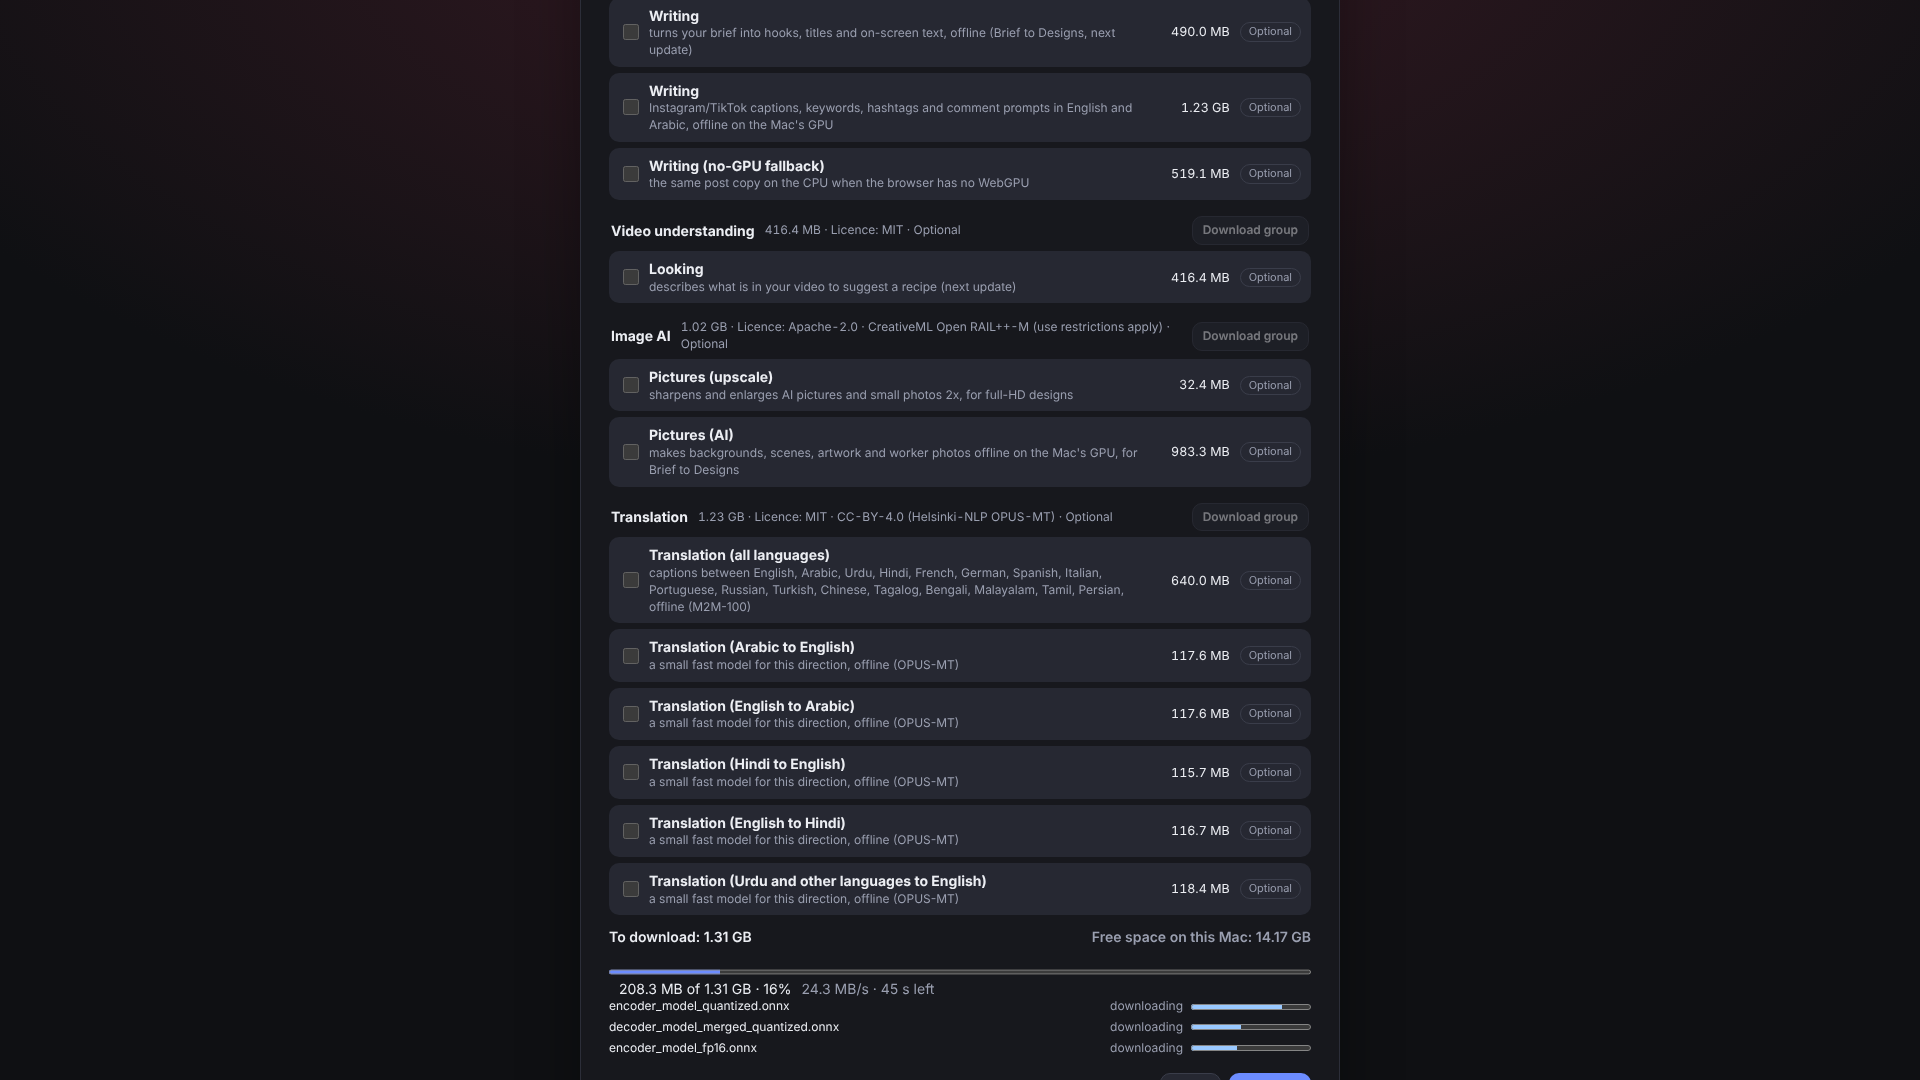 Writing
turns your brief into hooks, titles and on-screen text, offline (Brief to Designs, next
update)
490.0 MB
Optional
Writing
Instagram/TikTok captions, keywords, hashtags and comment prompts in English and
Arabic, offline on the Mac's GPU
1.23 GB
Optional
Writing (no-GPU fallback)
the same post copy on the CPU when the browser has no WebGPU
519.1 MB
Optional
Video understanding 416.4 MB · Licence: MIT · Optional
Download group
Looking
describes what is in your video to suggest a recipe (next update)
416.4 MB
Optional
Image AI
1.02 GB · Licence: Apache-2.0 · CreativeML Open RAIL++-M (use restrictions apply) ·
Optional
Download group
Pictures (upscale)
sharpens and enlarges AI pictures and small photos 2x, for full-HD designs
32.4 MB
Optional
Pictures (AI)
makes backgrounds, scenes, artwork and worker photos offline on the Mac's GPU, for
Brief to Designs
983.3 MB
Optional
Translation 1.23 GB · Licence: MIT · CC-BY-4.0 (Helsinki-NLP OPUS-MT) · Optional
Download group
Translation (all languages)
captions between English, Arabic, Urdu, Hindi, French, German, Spanish, Italian,
Portuguese, Russian, Turkish, Chinese, Tagalog, Bengali, Malayalam, Tamil, Persian,
offline (M2M-100)
640.0 MB
Optional
Translation (Arabic to English)
a small fast model for this direction, offline (OPUS-MT)
117.6 MB
Optional
Translation (English to Arabic)
a small fast model for this direction, offline (OPUS-MT)
117.6 MB
Optional
Translation (Hindi to English)
a small fast model for this direction, offline (OPUS-MT)
115.7 MB
Optional
Translation (English to Hindi)
a small fast model for this direction, offline (OPUS-MT)
116.7 MB
Optional
Translation (Urdu and other languages to English)
a small fast model for this direction, offline (OPUS-MT)
118.4 MB
Optional
To download: 1.31 GB
Free space on this Mac: 14.17 GB
208.3 MB of 1.31 GB · 16% 24.3 MB/s · 45 s left
encoder_model_quantized.onnx downloading
decoder_model_merged_quantized.onnx downloading
encoder_model_fp16.onnx downloading